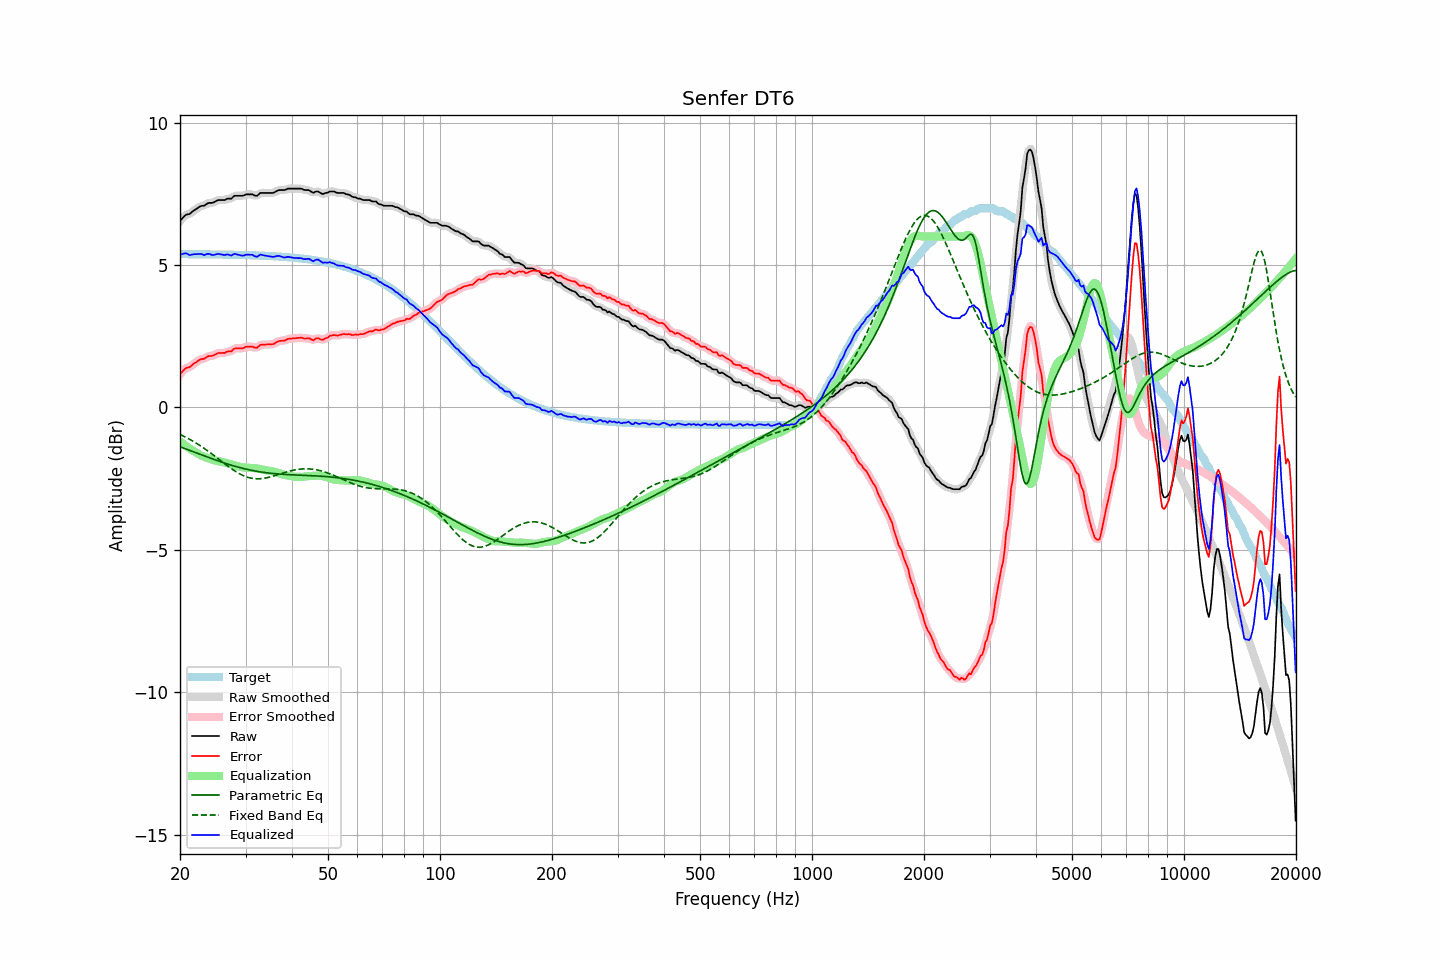 Senfer DT6
Amplitude (dBr)
10
5
0
−5
−10
−15
Target
Raw Smoothed
Error Smoothed
Raw
Error
Equalization
Parametric Eq
Fixed Band Eq
Equalized
20 50 100 200 500 1000 2000 5000 10000 20000
Frequency (Hz)